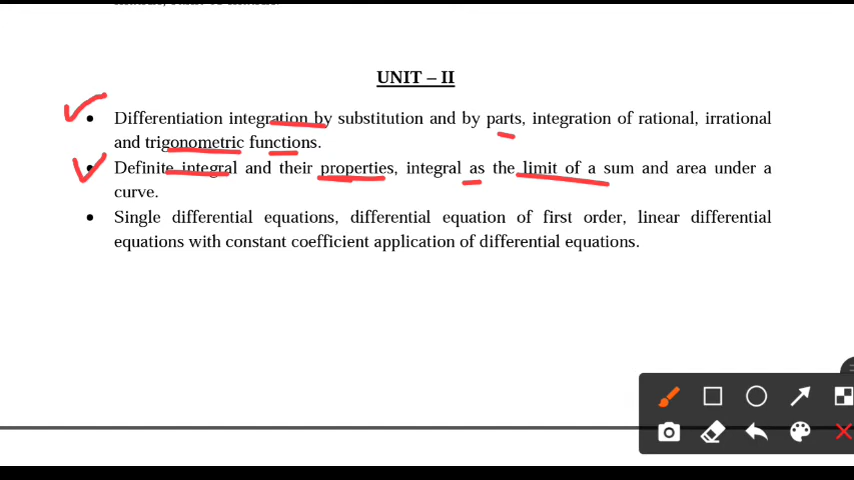 UNIT – II
• Differentiation integration by substitution and by parts, integration of rational, irrational
and trigonometric functions.
• Definite integral and their properties, integral as the limit of a sum and area under a
curve.
• Single differential equations, differential equation of first order, linear differential
equations with constant coefficient application of differential equations.